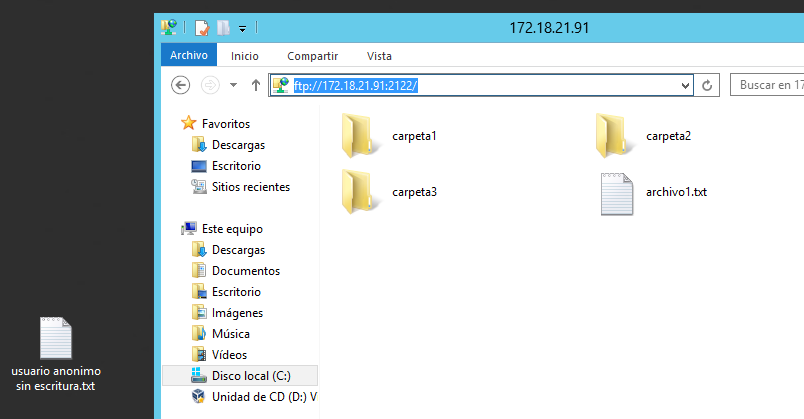 172.18.21.91
Archivo
Inicio
Compartir
Vista
ftp://172.18.21.91:2122/
Buscar en 17
Favoritos
Descargas
Escritorio
Sitios recientes
Este equipo
Descargas
Documentos
Escritorio
Imágenes
Música
Vídeos
Disco local (C:)
Unidad de CD (D:) V
carpeta1
carpeta2
carpeta3
archivo1.txt
usuario anonimo
sin escritura.txt